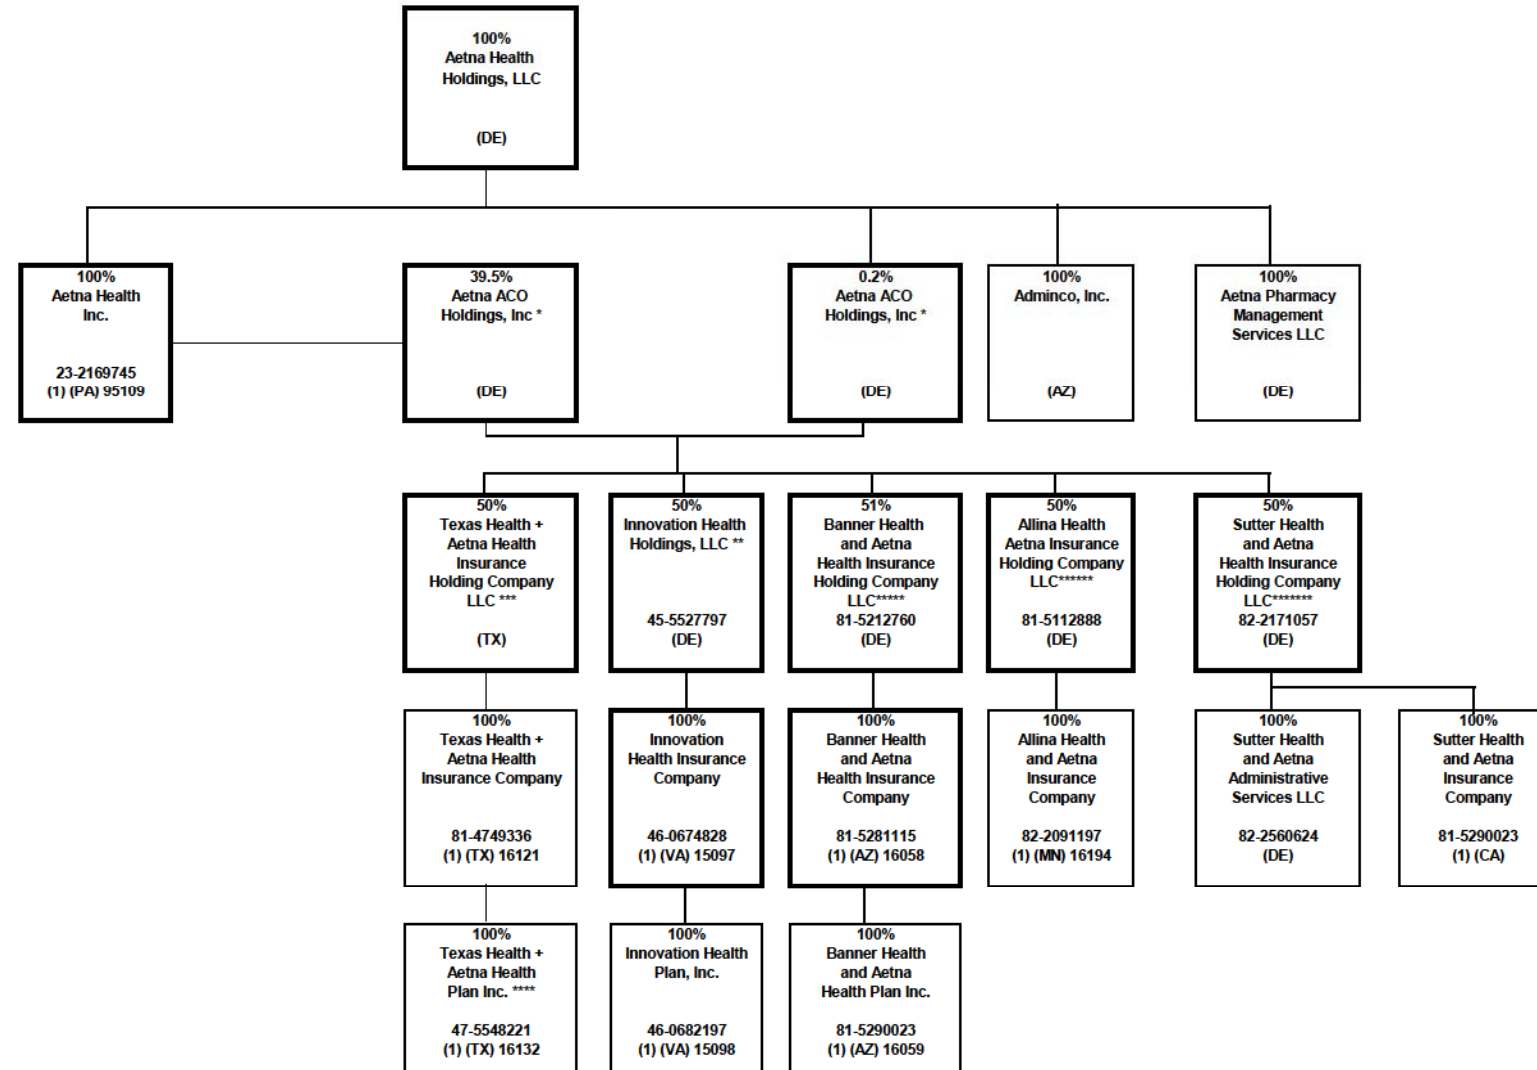 100%
Aetna Health
Holdings, LLC
(DE)
100%
Aetna Health
Inc.
23-2169745
(1) (PA) 95109
39.5%
Aetna ACO
Holdings, Inc *
(DE)
0.2%
Aetna ACO
Holdings, Inc *
(DE)
100%
Adminco, Inc.
(AZ)
100%
Aetna Pharmacy
Management
Services LLC
(DE)
50%
Texas Health +
Aetna Health
Insurance
Holding Company
LLC ***
(TX)
50%
Innovation Health
Holdings, LLC **
45-5527797
(DE)
51%
Banner Health
and Aetna
Health Insurance
Holding Company
LLC*****
81-5212760
(DE)
50%
Allina Health
Aetna Insurance
Holding Company
LLC******
81-5112888
(DE)
50%
Sutter Health
and Aetna
Health Insurance
Holding Company
LLC*******
82-2171057
(DE)
100%
Texas Health +
Aetna Health
Insurance Company
81-4749336
(1) (TX) 16121
100%
Innovation
Health Insurance
Company
46-0674828
(1) (VA) 15097
100%
Banner Health
and Aetna
Health Insurance
Company
81-5281115
(1) (AZ) 16058
100%
Allina Health
and Aetna
Insurance
Company
82-2091197
(1) (MN) 16194
100%
Sutter Health
and Aetna
Administrative
Services LLC
82-2560624
(DE)
100%
Sutter Health
and Aetna
Insurance
Company
81-5290023
(1) (CA)
100%
Texas Health +
Aetna Health
Plan Inc. ****
47-5548221
(1) (TX) 16132
100%
Innovation Health
Plan, Inc.
46-0682197
(1) (VA) 15098
100%
Banner Health
and Aetna
Health Plan Inc.
81-5290023
(1) (AZ) 16059